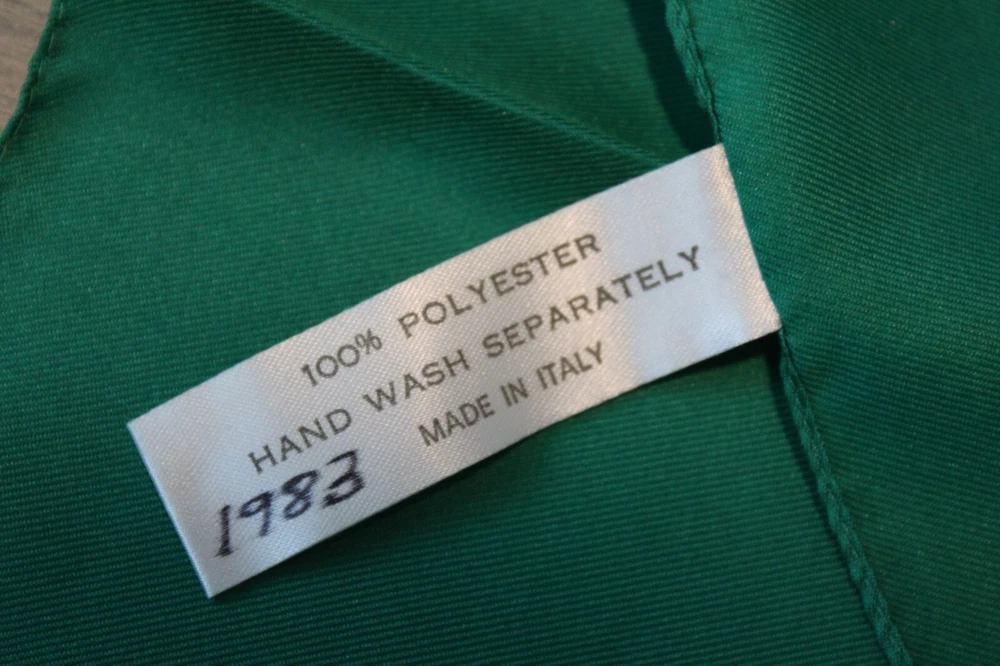 100% POLYESTER
HAND WASH SEPARATELY
MADE IN ITALY
1983